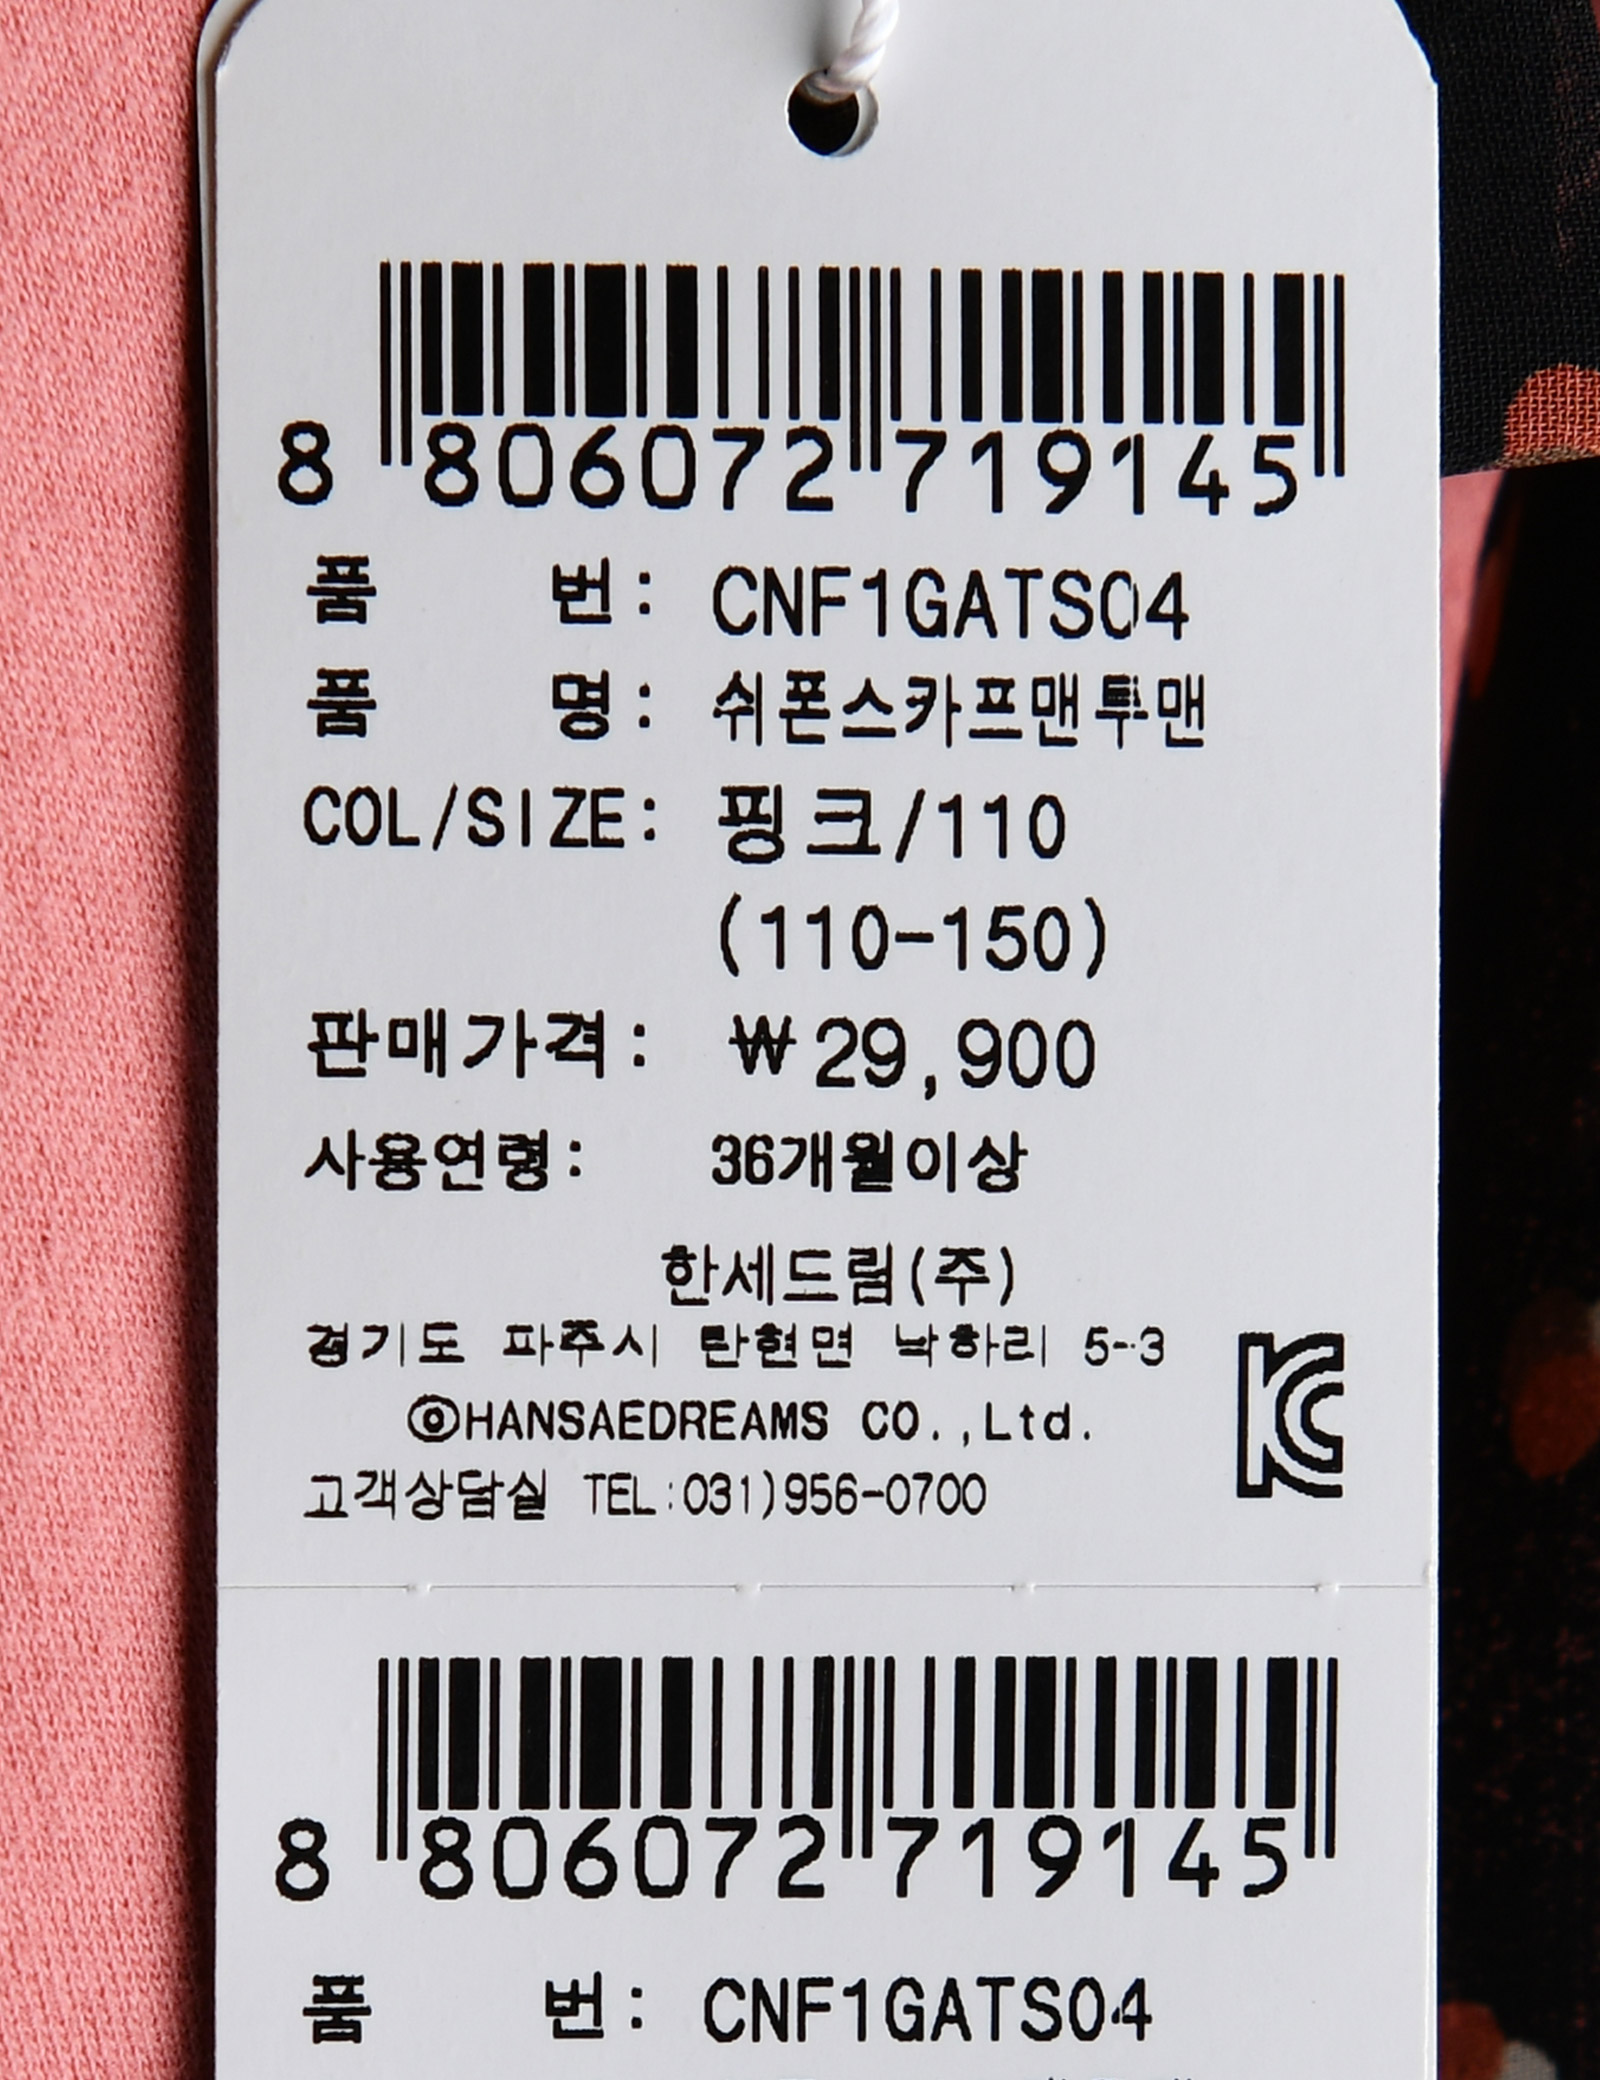 8 806072 719145
품 번: CNF1GATS04
품 명: 쉬폰스카프맨투맨
COL/SIZE: 핑크/110
(110-150)
판매가격: ₩29,900
사용연령: 36개월이상
한세드림(주)
경기도 파주시 탄현면 낙하리 5-3
©HANSAEDREAMS CO.,Ltd.
고객상담실 TEL:031)956-0700
8 806072 719145
품 번: CNF1GATS04